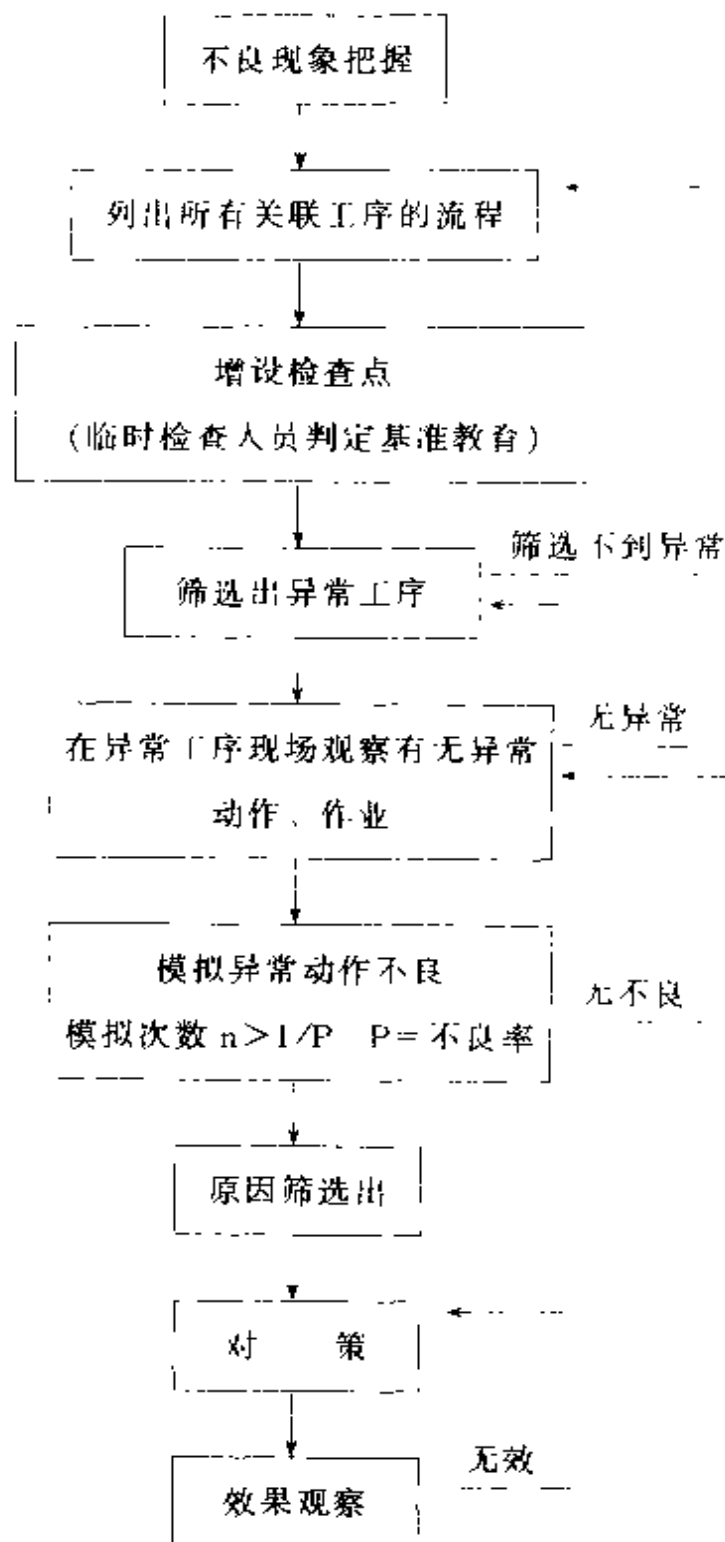 不良现象把握
列出所有关联工序的流程
增设检查点
(临时检查人员判定基准教育)
筛选不到异常
筛选出异常工序
无异常
在异常工序现场观察有无异常
动作、作业
模拟异常动作不良
无不良
模拟次数n>1/P P=不良率
原因筛选出
对 策
无效
效果观察